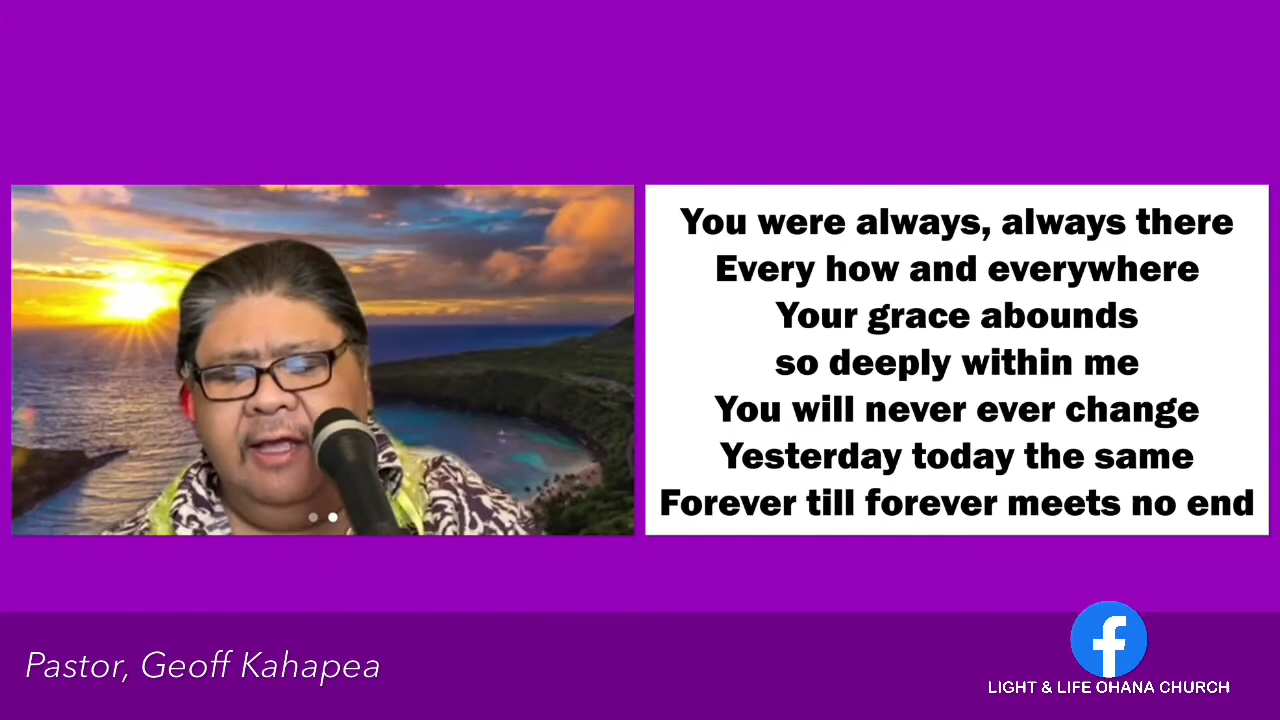 You were always, always there
Every how and everywhere
Your grace abounds
so deeply within me
You will never ever change
Yesterday today the same
Forever till forever meets no end
Pastor, Geoff Kahapea
LIGHT & LIFE OHANA CHURCH